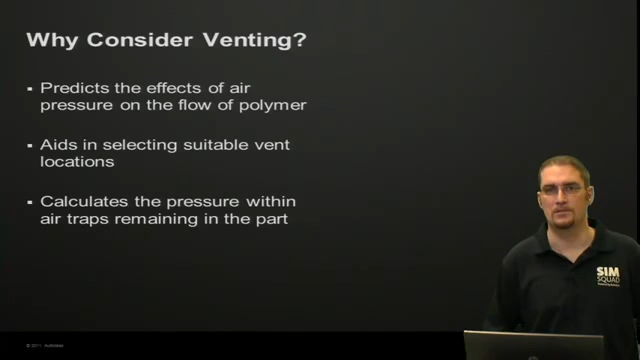 Why Consider Venting?
▪ Predicts the effects of air
pressure on the flow of polymer
▪ Aids in selecting suitable vent
locations
▪ Calculates the pressure within
air traps remaining in the part
SIM
SQUAD
© 2011 Autodesk